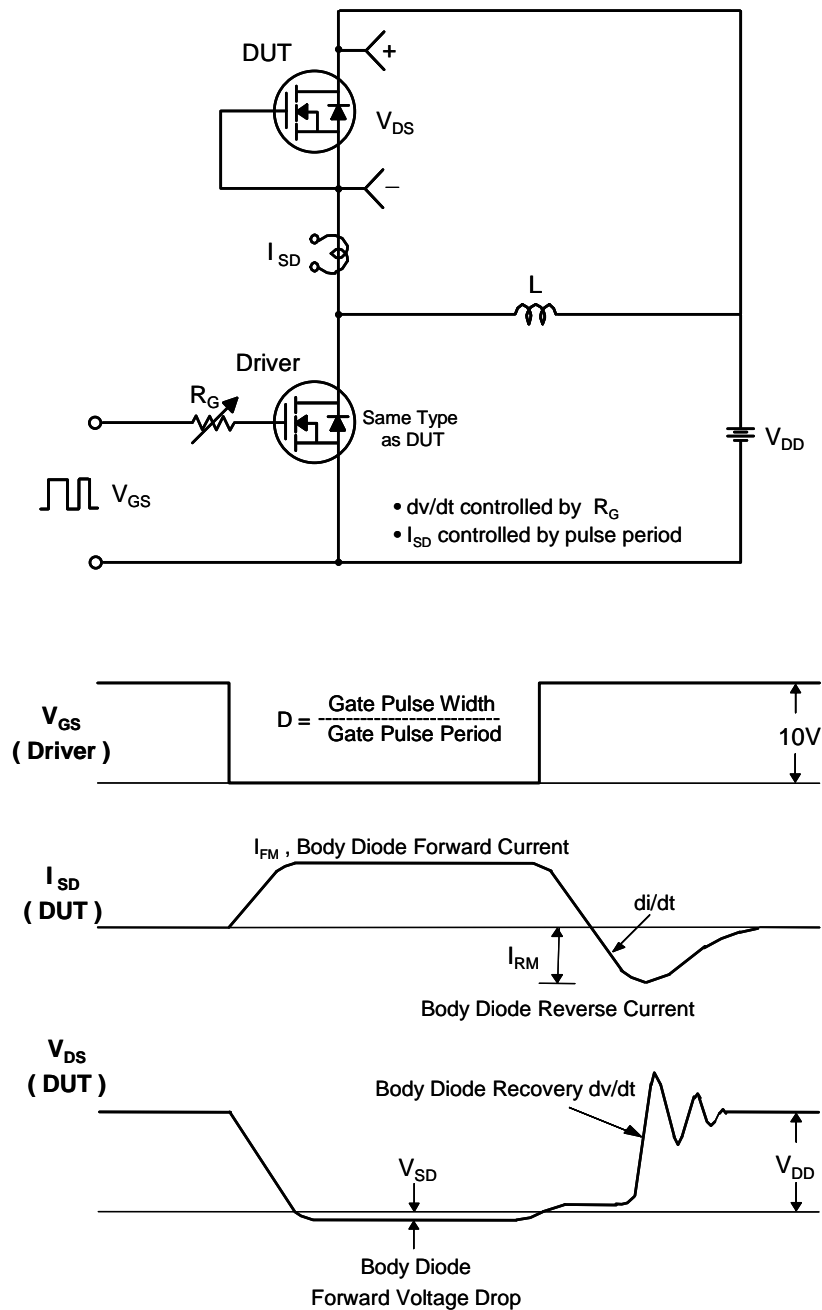 DUT
+
V_DS
−
I_SD
L
Driver
R_G
Same Type
as DUT
V_DD
V_GS
• dv/dt controlled by R_G
• I_SD controlled by pulse period
V_GS
( Driver )
D = Gate Pulse Width
Gate Pulse Period
10V
I_FM , Body Diode Forward Current
I_SD
( DUT )
di/dt
I_RM
Body Diode Reverse Current
V_DS
( DUT )
Body Diode Recovery dv/dt
V_SD
V_DD
Body Diode
Forward Voltage Drop